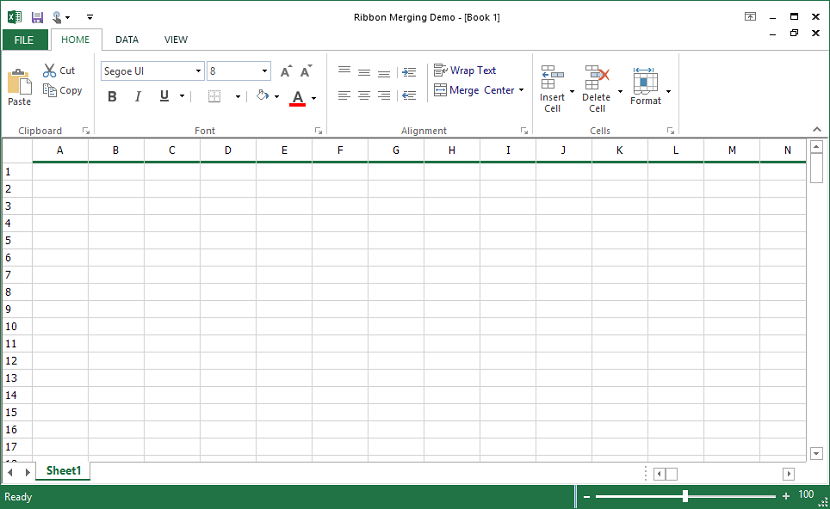 Ribbon Merging Demo - [Book 1]
FILE HOME DATA VIEW
Paste
Cut
Copy
Clipboard
Segoe UI 8
B I U A
Font
Wrap Text
Merge Center
Alignment
Insert Cell
Delete Cell
Format
Cells
A B C D E F G H I J K L M N
1
2
3
4
5
6
7
8
9
10
11
12
13
14
15
16
17
Sheet1
Ready 100